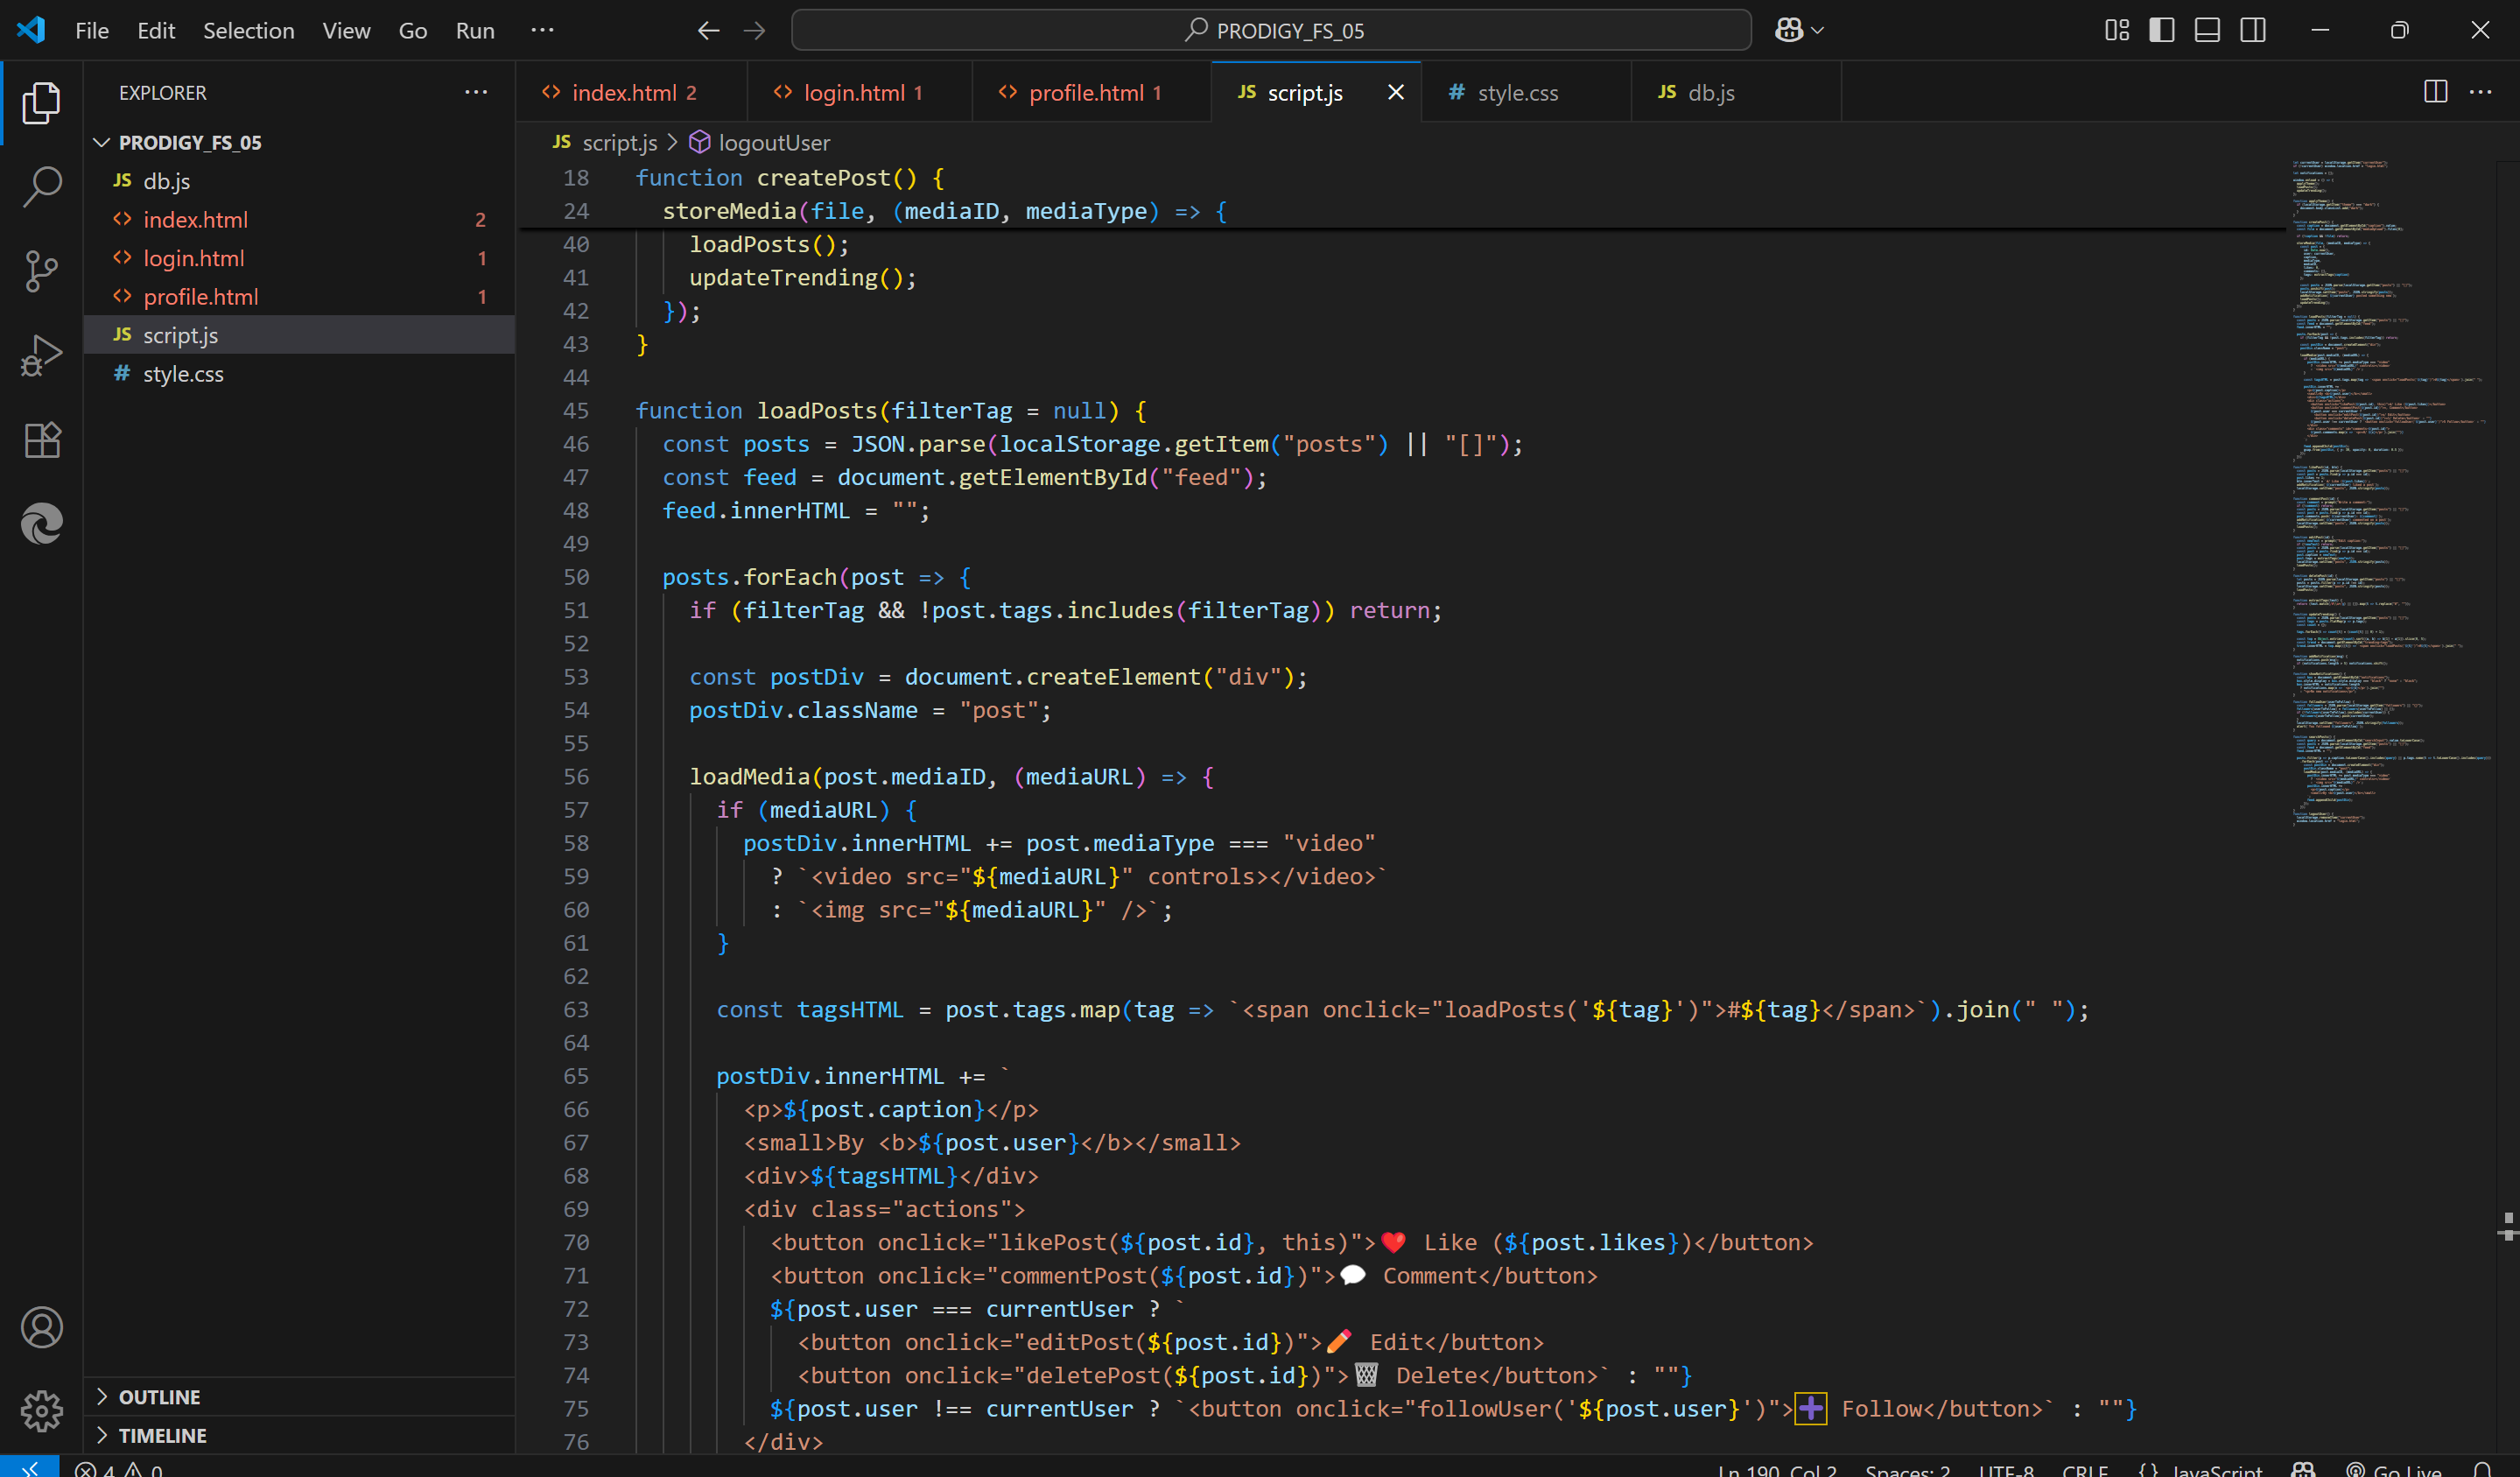 File Edit Selection View Go Run ··· PRODIGY_FS_05
EXPLORER ···
PRODIGY_FS_05
JS db.js
<> index.html 2
<> login.html 1
<> profile.html 1
JS script.js
# style.css
OUTLINE
TIMELINE
<> index.html 2 <> login.html 1 <> profile.html 1 JS script.js # style.css JS db.js
JS script.js > logoutUser
18 function createPost() {
24 storeMedia(file, (mediaID, mediaType) => {
40 loadPosts();
41 updateTrending();
42 });
43 }
44
45 function loadPosts(filterTag = null) {
46 const posts = JSON.parse(localStorage.getItem("posts") || "[]");
47 const feed = document.getElementById("feed");
48 feed.innerHTML = "";
49
50 posts.forEach(post => {
51 if (filterTag && !post.tags.includes(filterTag)) return;
52
53 const postDiv = document.createElement("div");
54 postDiv.className = "post";
55
56 loadMedia(post.mediaID, (mediaURL) => {
57 if (mediaURL) {
58 postDiv.innerHTML += post.mediaType === "video"
59 ? `<video src="${mediaURL}" controls></video>`
60 : `<img src="${mediaURL}" />`;
61 }
62
63 const tagsHTML = post.tags.map(tag => `<span onclick="loadPosts('${tag}')">#${tag}</span>`).join(" ");
64
65 postDiv.innerHTML += `
66 <p>${post.caption}</p>
67 <small>By <b>${post.user}</b></small>
68 <div>${tagsHTML}</div>
69 <div class="actions">
70 <button onclick="likePost(${post.id}, this)">❤️ Like (${post.likes})</button>
71 <button onclick="commentPost(${post.id})">💬 Comment</button>
72 ${post.user === currentUser ? `
73 <button onclick="editPost(${post.id})">✏️ Edit</button>
74 <button onclick="deletePost(${post.id})">🗑️ Delete</button>` : ""}
75 ${post.user !== currentUser ? `<button onclick="followUser('${post.user}')">➕ Follow</button>` : ""}
76 </div>
4 0 Ln 190, Col 2 Spaces: 2 UTF-8 CRLF {} JavaScript Go Live